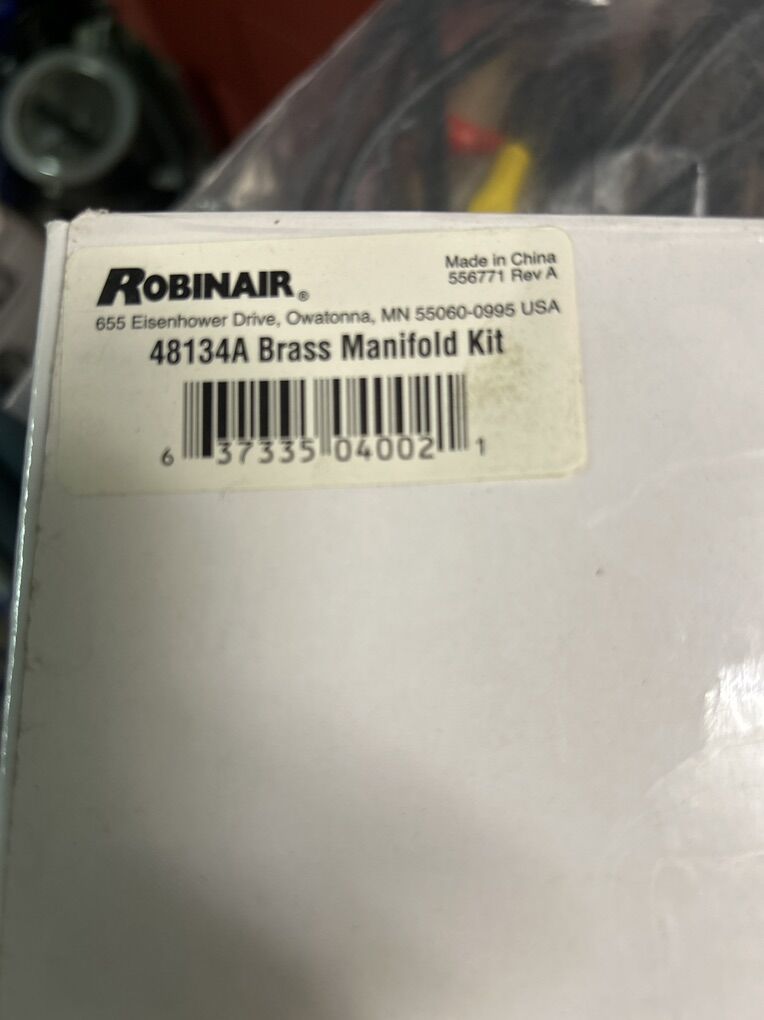 ROBINAIR®
Made in China
556771 Rev A
655 Eisenhower Drive, Owatonna, MN 55060-0995 USA
48134A Brass Manifold Kit
6 37335 04002 1